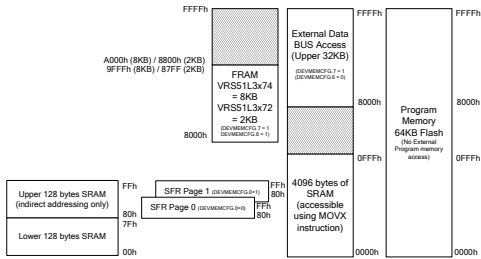 FFFFh
FFFFh
FFFFh
A000h (8KB) / 8800h (2KB)
9FFFh (8KB) / 87FF (2KB)
FRAM
VRS51L3x74
= 8KB
VRS51L3x72
= 2KB
(DEVMEMCFG.7 = 1
DEVMEMCFG.6 = 1)
8000h
External Data
BUS Access
(Upper 32KB)
(DEVMEMCFG.7 = 1
DEVMEMCFG.6 = 0)
8000h
0FFFh
4096 bytes of
SRAM
(accessible
using MOVX
instruction)
0000h
Program
Memory
64KB Flash
(No External
Program memory
access)
8000h
0FFFh
0000h
Upper 128 bytes SRAM
(indirect addressing only)
FFh
80h
7Fh
Lower 128 bytes SRAM
00h
SFR Page 1 (DEVMEMCFG.0=1)
FFh
80h
SFR Page 0 (DEVMEMCFG.0=0)
FFh
80h